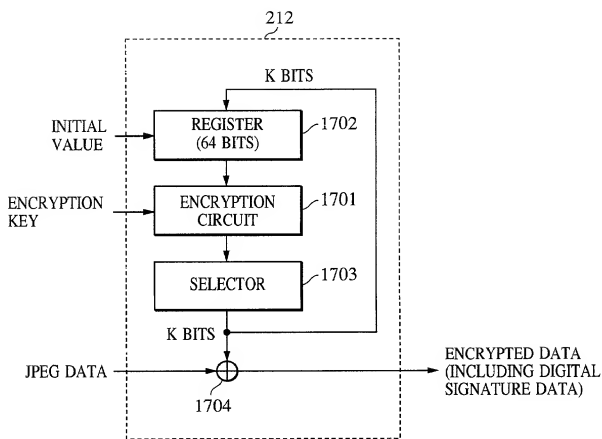 212
K BITS
INITIAL
VALUE
REGISTER
(64 BITS)
1702
ENCRYPTION
KEY
ENCRYPTION
CIRCUIT
1701
SELECTOR
1703
K BITS
JPEG DATA
1704
ENCRYPTED DATA
(INCLUDING DIGITAL
SIGNATURE DATA)